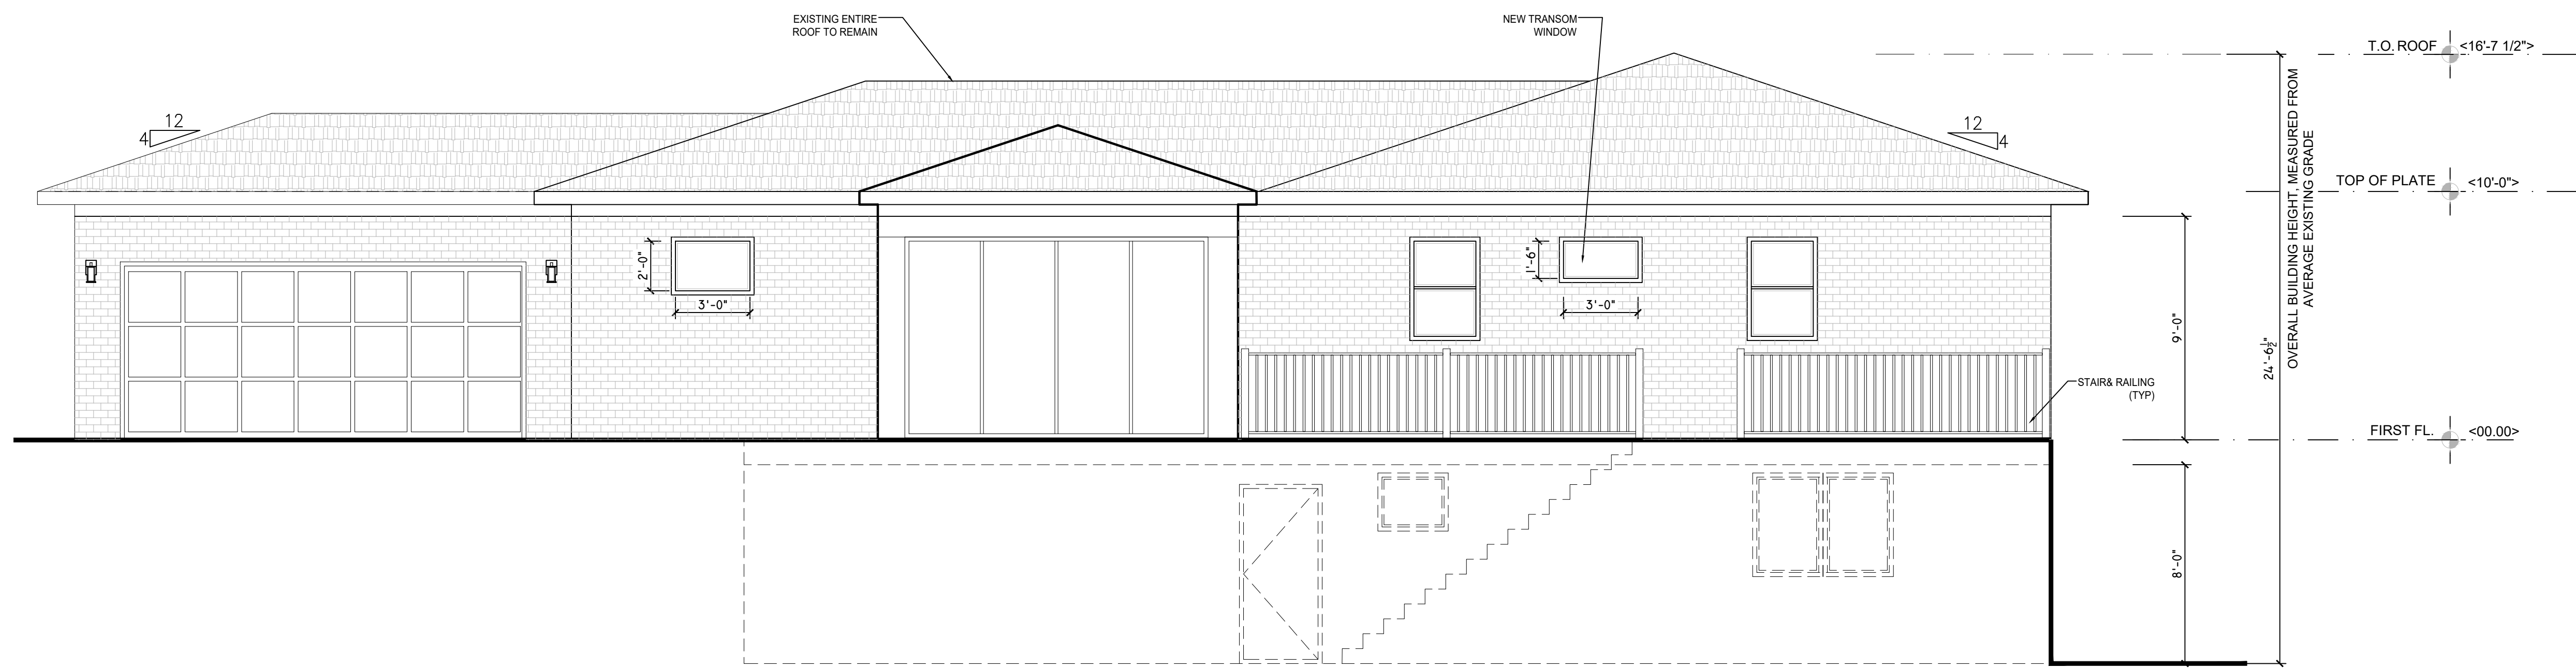 EXISTING ENTIRE
ROOF TO REMAIN
NEW TRANSOM
WINDOW
T.O. ROOF <16'-7 1/2">
12
4
12
4
TOP OF PLATE <10'-0">
OVERALL BUILDING HEIGHT, MEASURED FROM
AVERAGE EXISTING GRADE
2'-0"
3'-0"
1'-6"
3'-0"
9'-0"
24'-6½"
STAIR& RAILING
(TYP)
FIRST FL. <00.00>
8'-0"